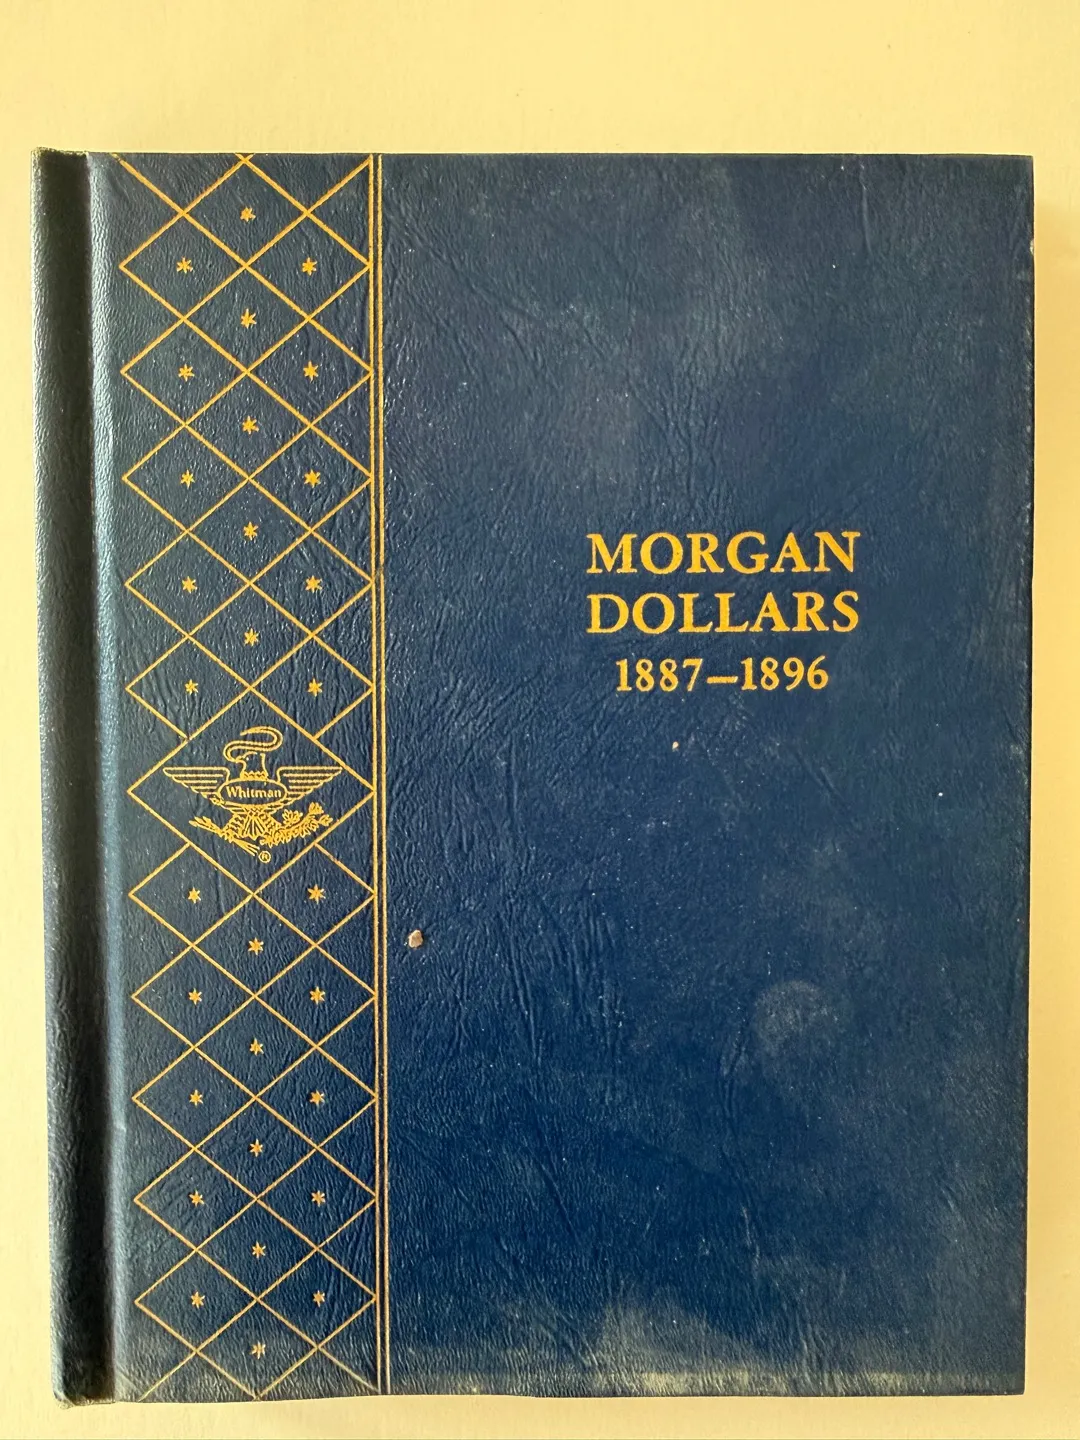 MORGAN
DOLLARS
1887—1896
Whitman
®